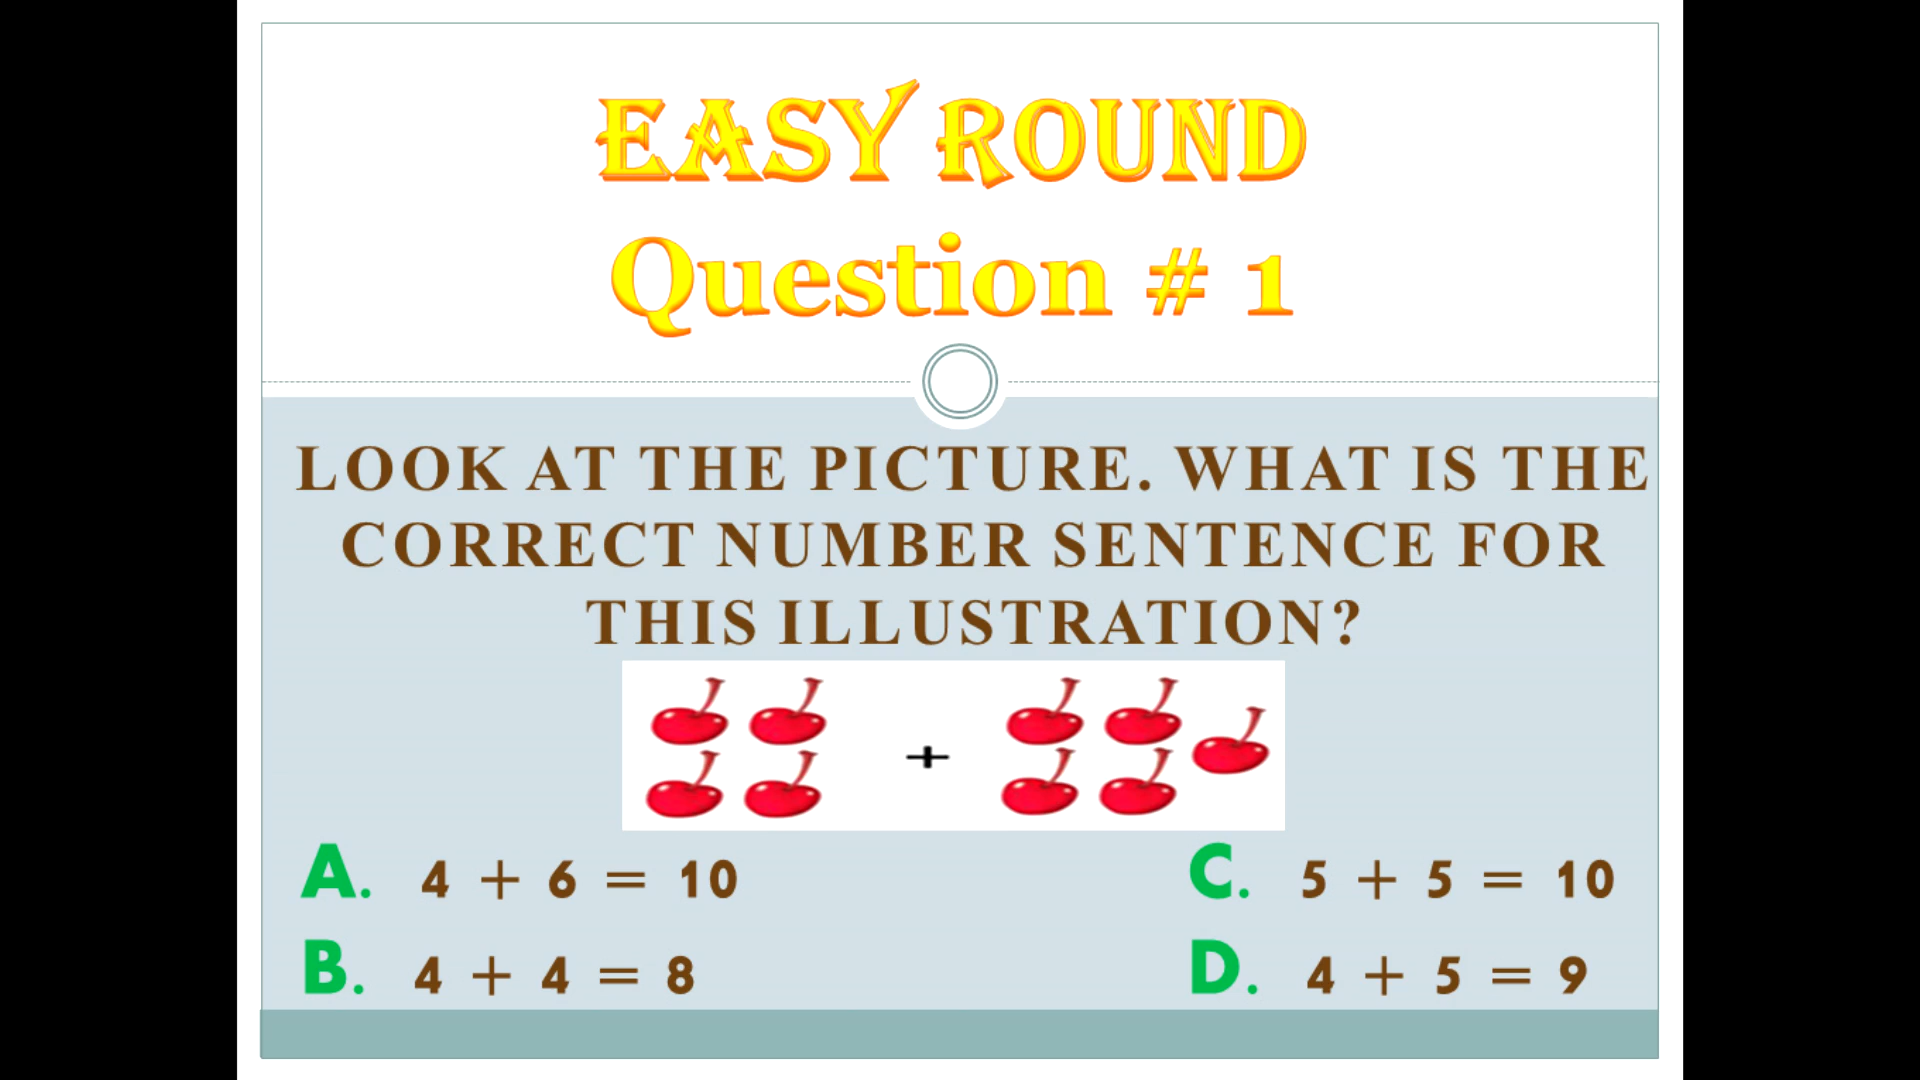 EASY ROUND
Question # 1
LOOK AT THE PICTURE. WHAT IS THE
CORRECT NUMBER SENTENCE FOR
THIS ILLUSTRATION?
+
A. 4 + 6 = 10
B. 4 + 4 = 8
C. 5 + 5 = 10
D. 4 + 5 = 9